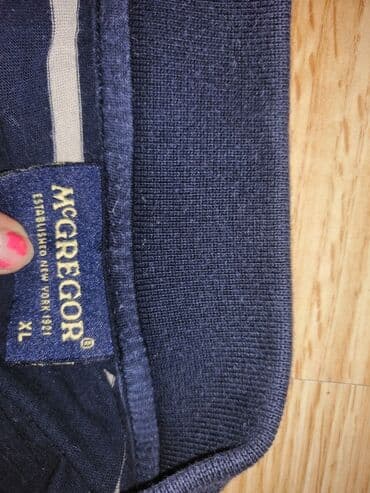 McGREGOR®
ESTABLISHED NEW YORK 1921
XL